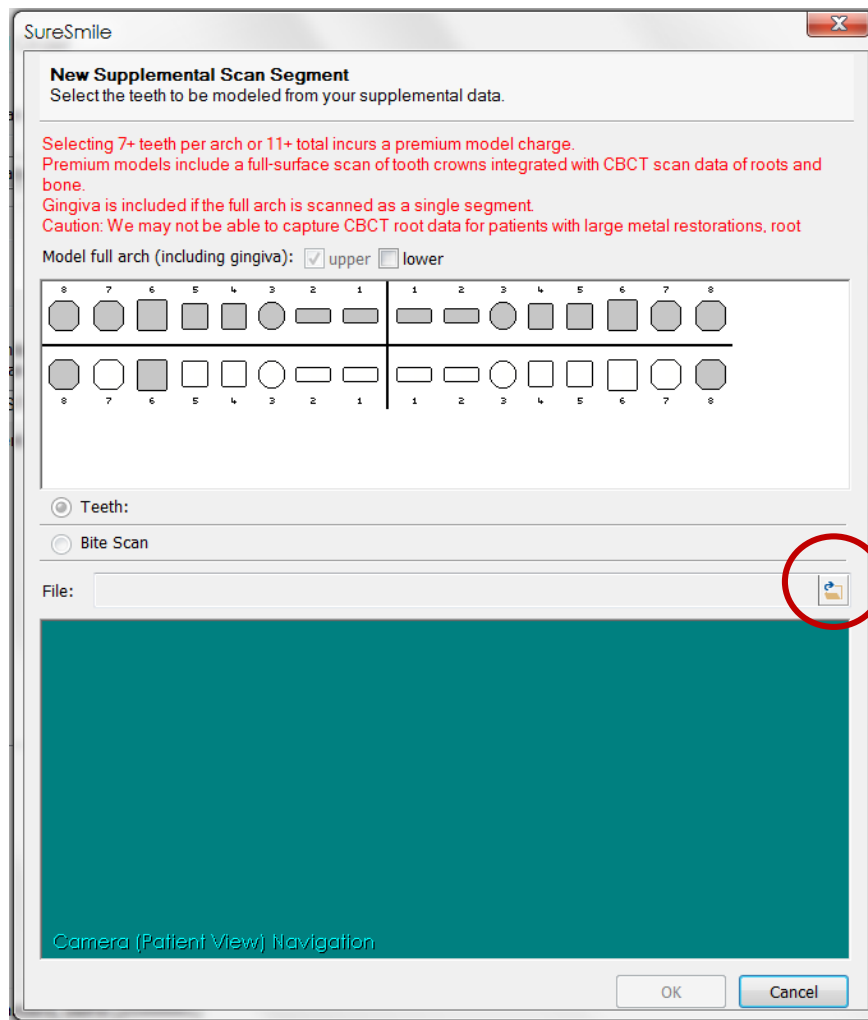 SureSmile
New Supplemental Scan Segment
Select the teeth to be modeled from your supplemental data.
Selecting 7+ teeth per arch or 11+ total incurs a premium model charge.
Premium models include a full-surface scan of tooth crowns integrated with CBCT scan data of roots and
bone.
Gingiva is included if the full arch is scanned as a single segment.
Caution: We may not be able to capture CBCT root data for patients with large metal restorations, root
Model full arch (including gingiva): upper lower
8 7 6 5 4 3 2 1 1 2 3 4 5 6 7 8
8 7 6 5 4 3 2 1 1 2 3 4 5 6 7 8
Teeth:
Bite Scan
File:
Camera (Patient View) Navigation
OK Cancel